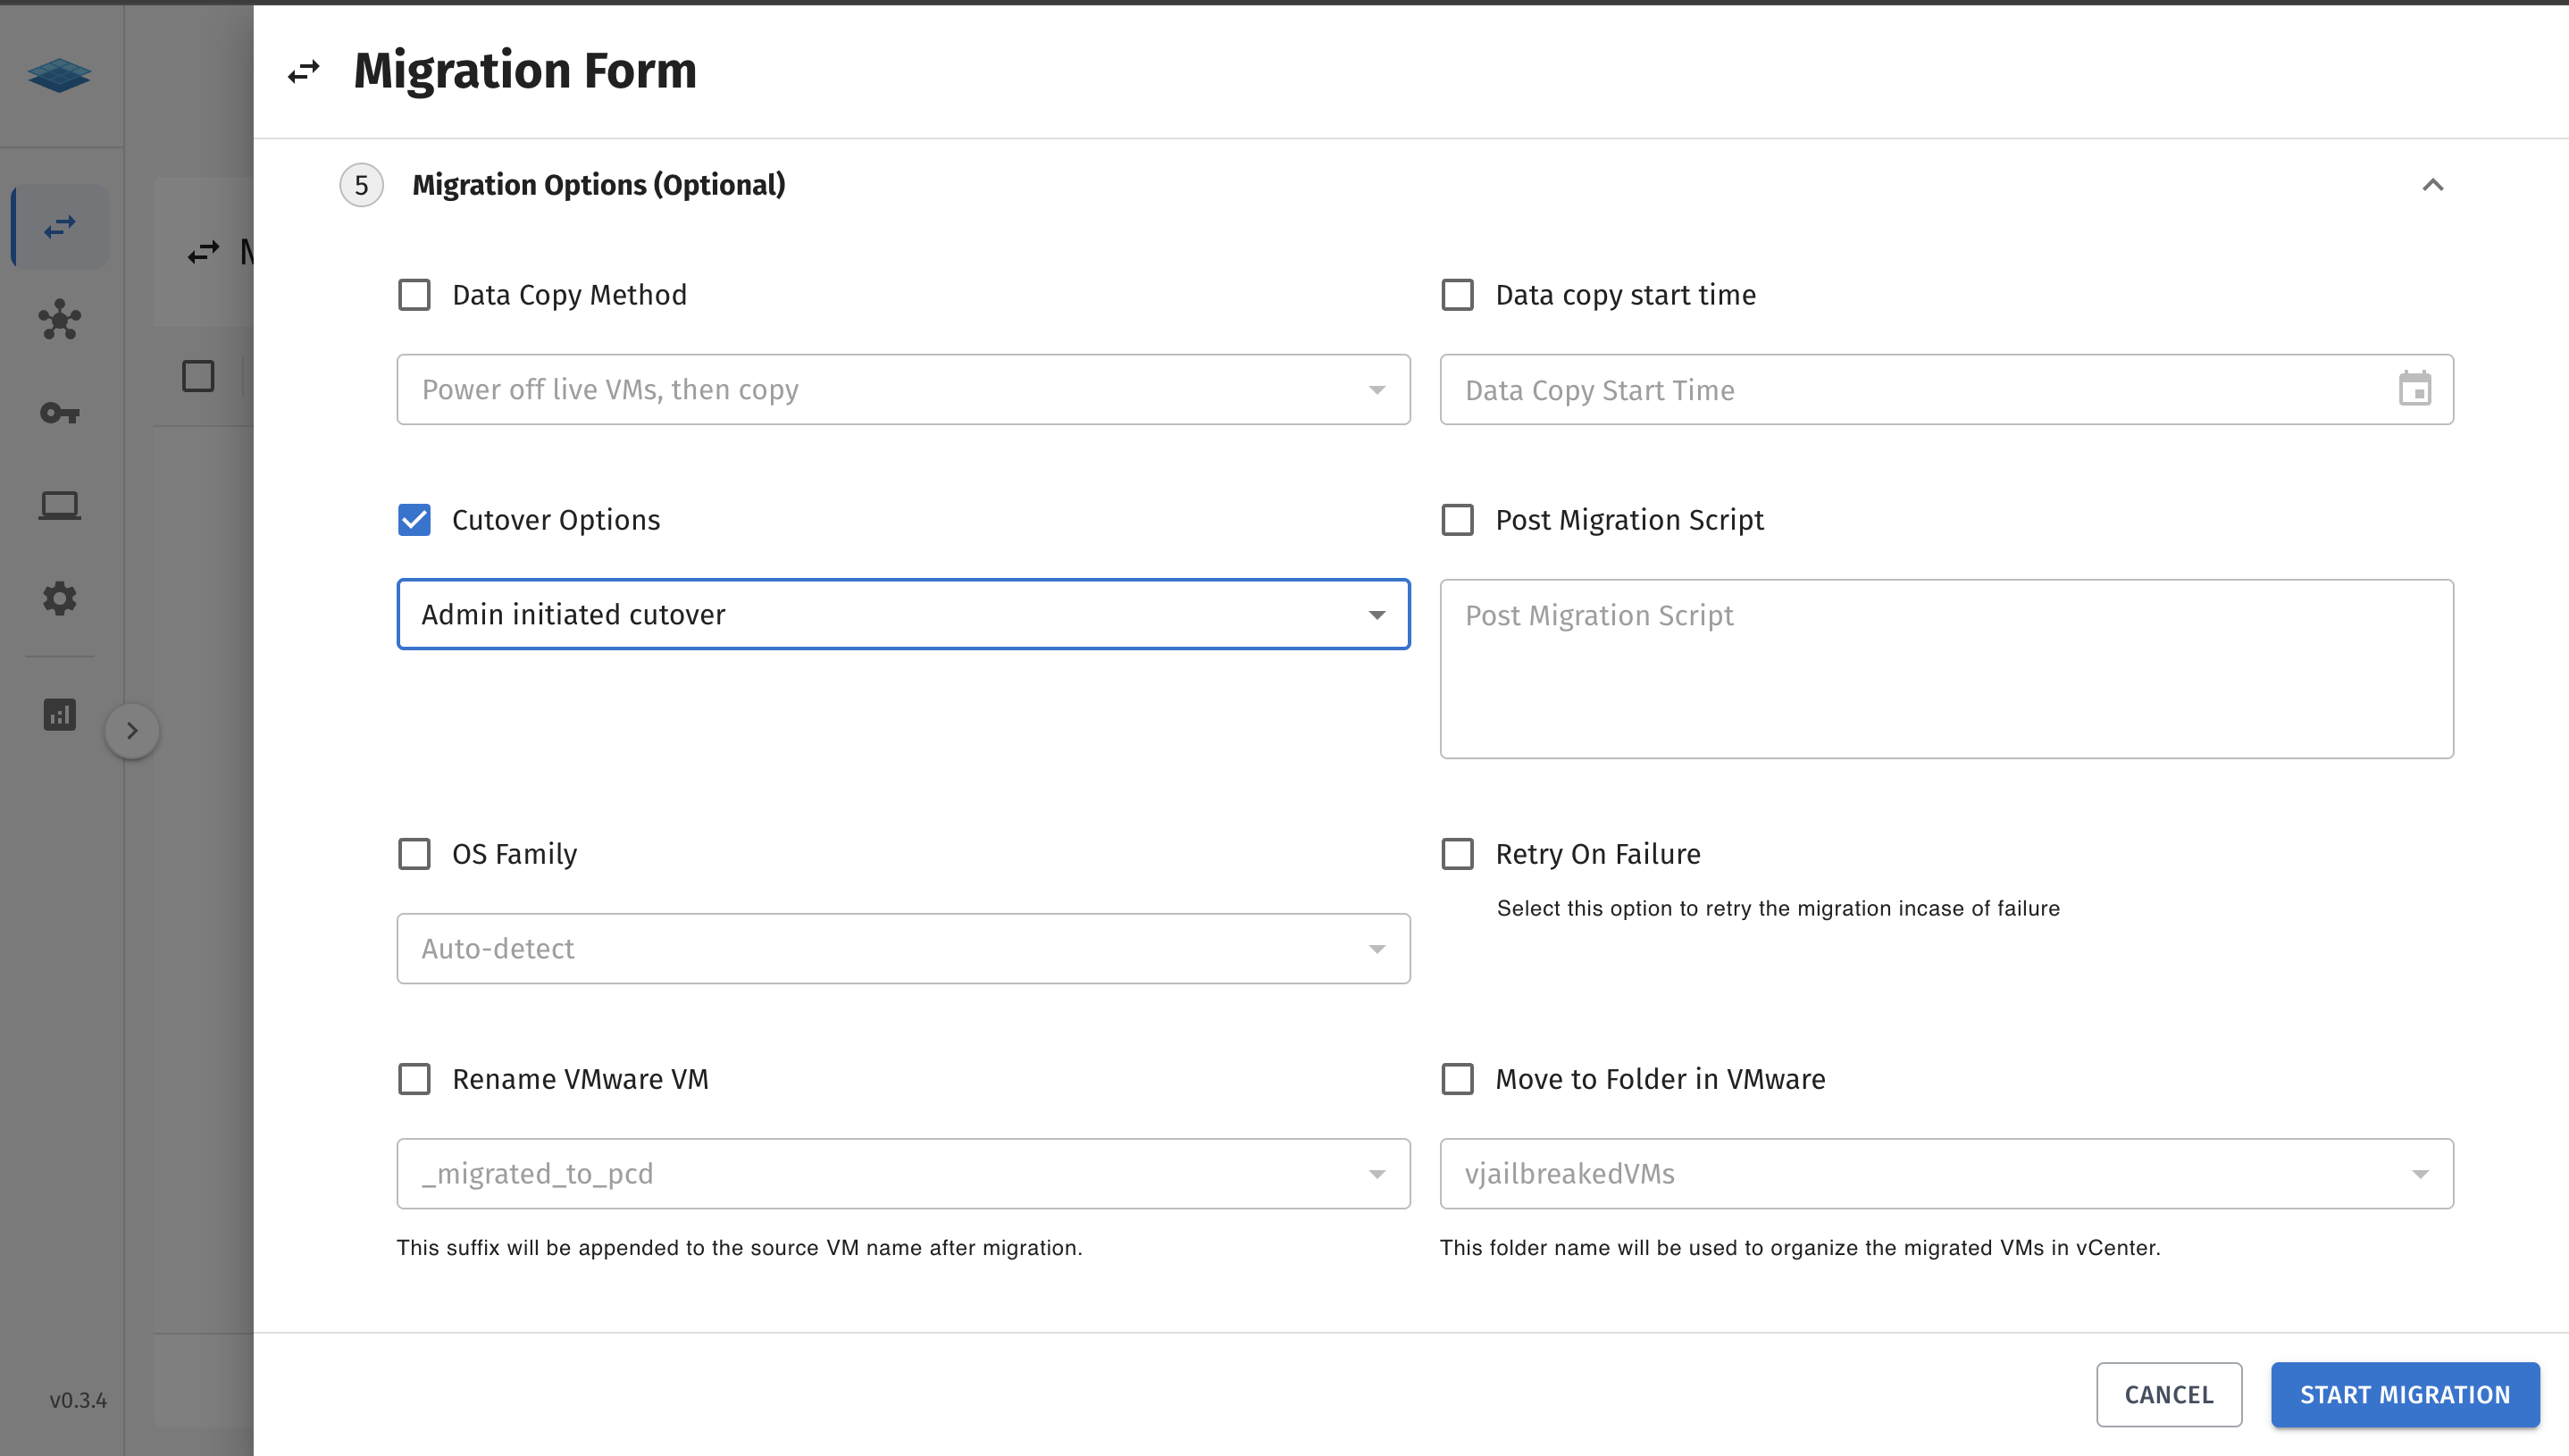 Migration Form
5
Migration Options (Optional)
Data Copy Method
Data copy start time
Power off live VMs, then copy
Data Copy Start Time
Cutover Options
Post Migration Script
Admin initiated cutover
Post Migration Script
OS Family
Retry On Failure
Select this option to retry the migration incase of failure
Auto-detect
Rename VMware VM
Move to Folder in VMware
_migrated_to_pcd
vjailbreakedVMs
This suffix will be appended to the source VM name after migration.
This folder name will be used to organize the migrated VMs in vCenter.
v0.3.4
CANCEL
START MIGRATION